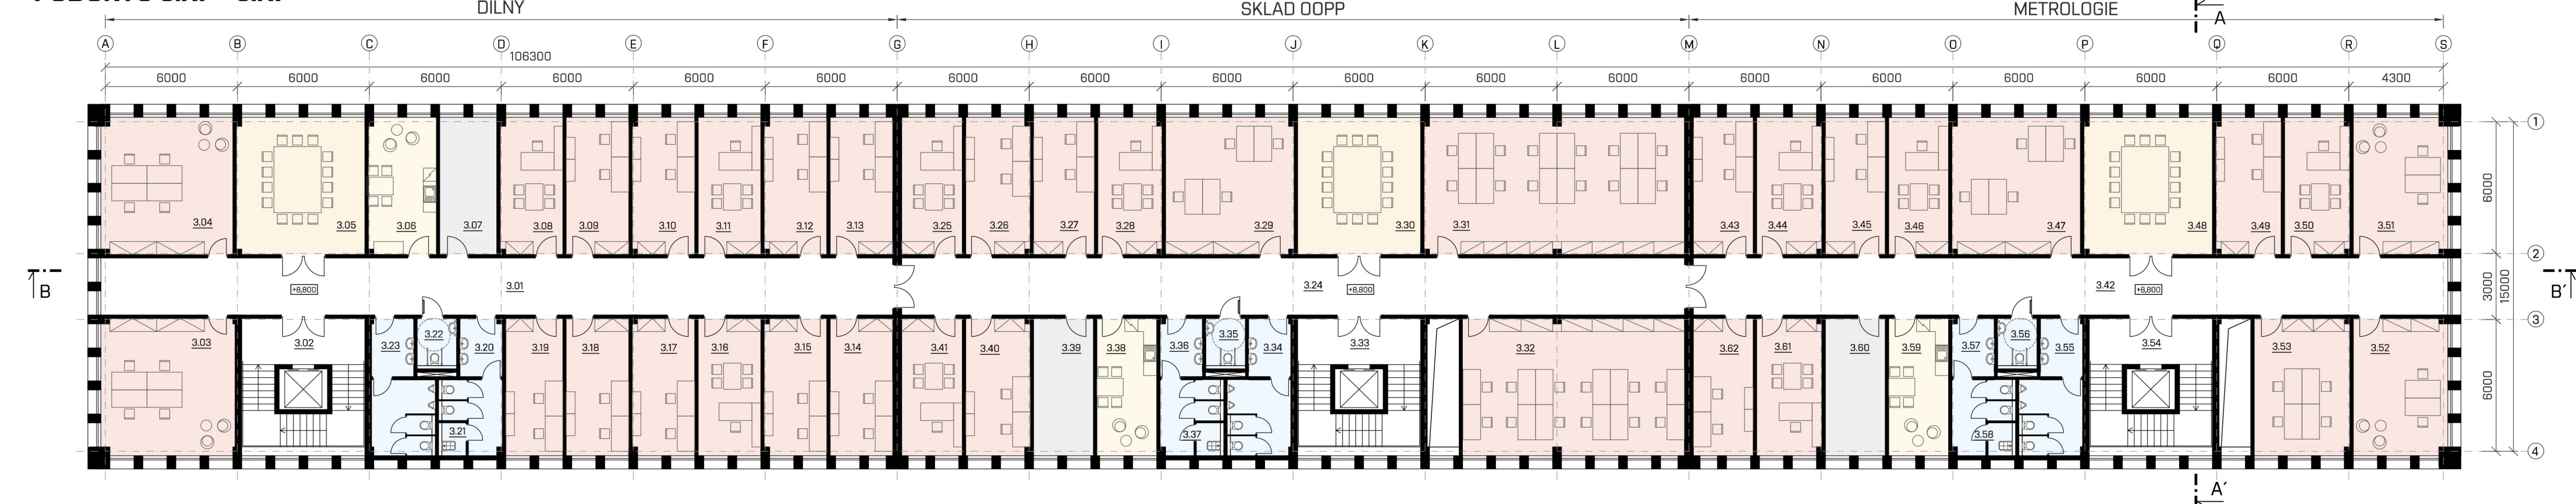 DÍLNY SKLAD OOPP METROLOGIE
A
A B C D E F G H I J K L M N O P Q R S
106300
6000 6000 6000 6000 6000 6000 6000 6000 6000 6000 6000 6000 6000 6000 6000 6000 6000 4300
1
3.04 3.05 3.06 3.07 3.08 3.09 3.10 3.11 3.12 3.13 3.25 3.26 3.27 3.28 3.29 3.30 3.31 3.43 3.44 3.45 3.46 3.47 3.48 3.49 3.50 3.51
6000
2
B +8,800 3.01 3.24 +8,800 3.42 +8,800 3000 15000 B´
3
3.03 3.02 3.23 3.22 3.20 3.19 3.18 3.17 3.16 3.15 3.14 3.41 3.40 3.39 3.38 3.36 3.35 3.34 3.33 3.32 3.62 3.61 3.60 3.59 3.57 3.56 3.55 3.54 3.53 3.52
6000
3.21 3.37 3.58
4
A´